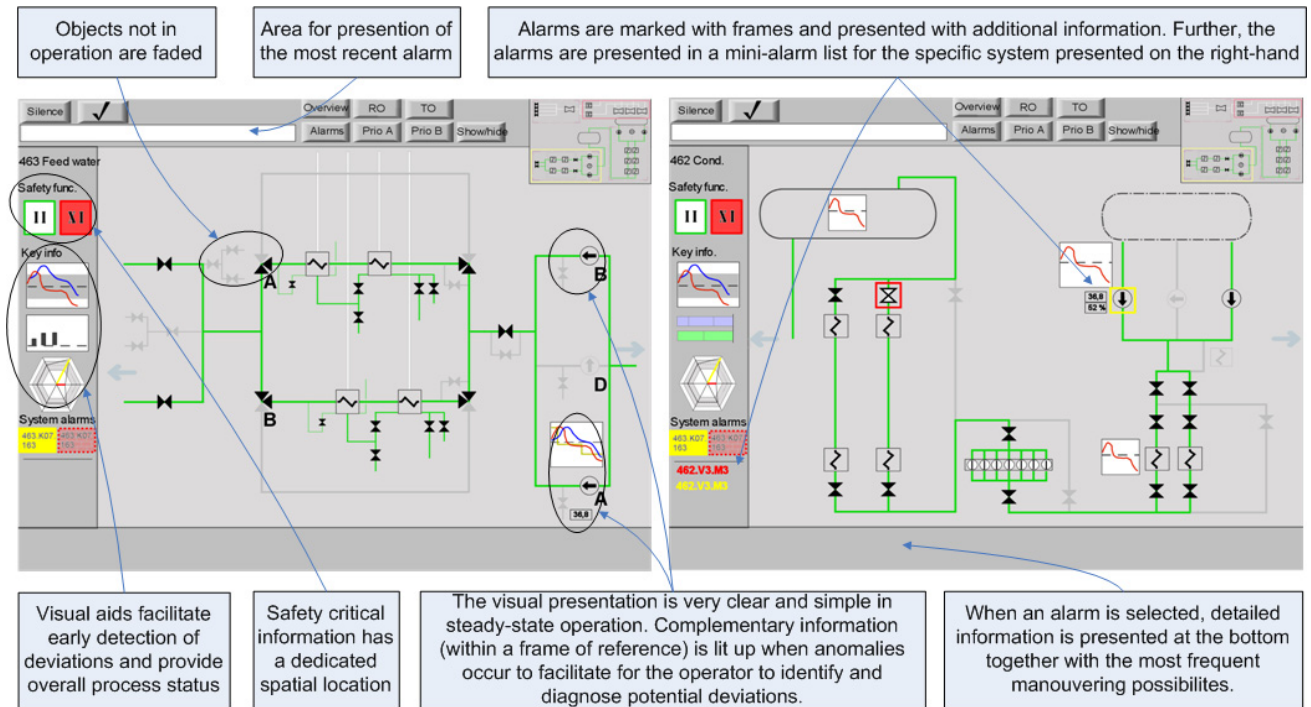 Objects not in
operation are faded
Area for presention of
the most recent alarm
Alarms are marked with frames and presented with additional information. Further, the
alarms are presented in a mini-alarm list for the specific system presented on the right-hand
Silence
Overview
RO
TO
Alarms
Prio A
Prio B
Show/hide
463 Feed water
Safety func.
Key info
System alarms
463.K07.
163
463.K07.
163
A
B
B
D
A
36,8
Silence
Overview
RO
TO
Alarms
Prio A
Prio B
Show/hide
462 Cond.
Safety func.
Key info.
System alarms
463.K07.
163
463.K07.
163
462.V3.M3
462.V3.M3
36,8
52 %
Visual aids facilitate
early detection of
deviations and provide
overall process status
Safety critical
information has
a dedicated
spatial location
The visual presentation is very clear and simple in
steady-state operation. Complementary information
(within a frame of reference) is lit up when anomalies
occur to facilitate for the operator to identify and
diagnose potential deviations.
When an alarm is selected, detailed
information is presented at the bottom
together with the most frequent
manouvering possibilites.